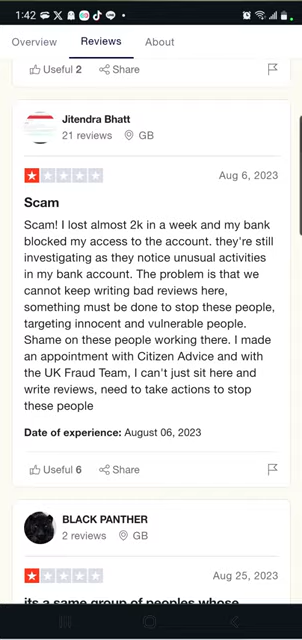 1:42
Overview Reviews About
Useful 2 Share
Jitendra Bhatt
21 reviews GB
Aug 6, 2023
Scam
Scam! I lost almost 2k in a week and my bank
blocked my access to the account. they're still
investigating as they notice unusual activities
in my bank account. The problem is that we
cannot keep writing bad reviews here,
something must be done to stop these people,
targeting innocent and vulnerable people.
Shame on these people working there. I made
an appointment with Citizen Advice and with
the UK Fraud Team, I can't just sit here and
write reviews, need to take actions to stop
these people
Date of experience: August 06, 2023
Useful 6 Share
BLACK PANTHER
2 reviews GB
Aug 25, 2023
its a same group of peoples whose